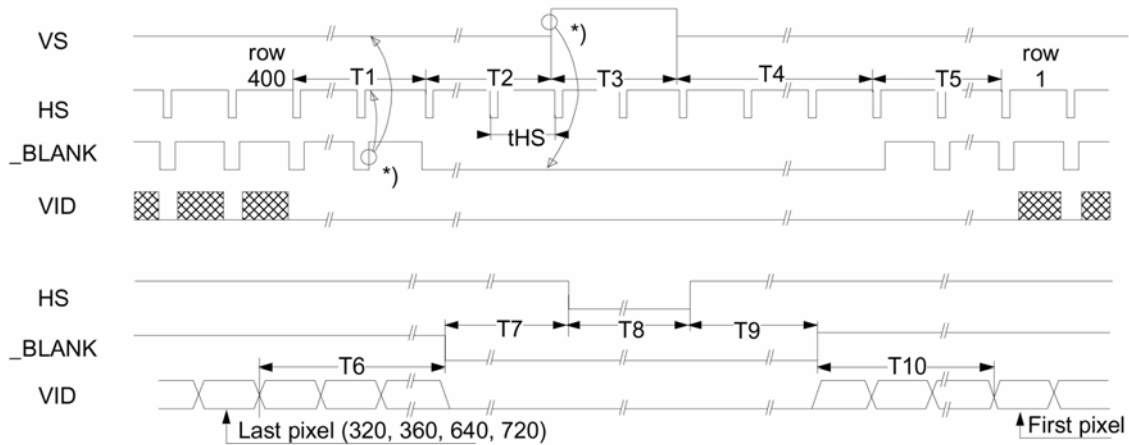 VS
*)
row
400
T1
T2
T3
T4
T5
row
1
HS
tHS
_BLANK
*)
VID
HS
T7
T8
T9
_BLANK
T6
T10
VID
Last pixel (320, 360, 640, 720)
First pixel